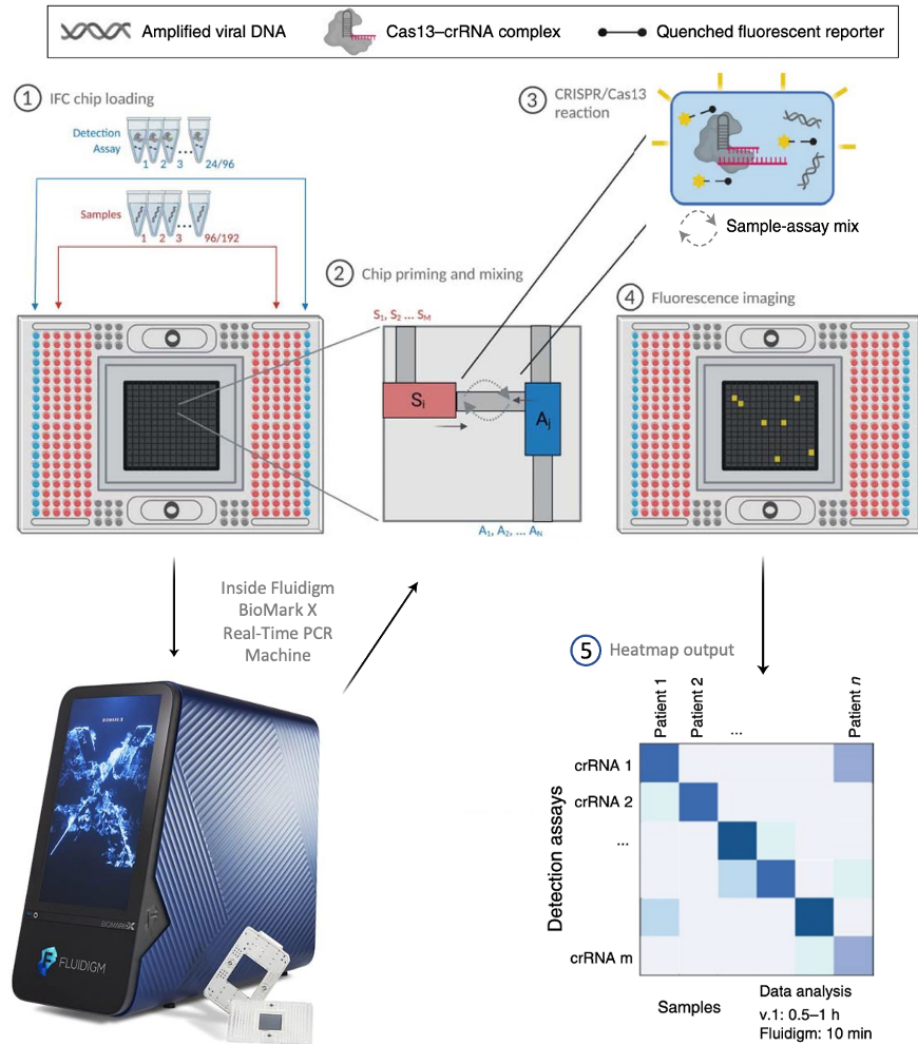 Amplified viral DNA
Cas13–crRNA complex
Quenched fluorescent reporter
1 IFC chip loading
Detection
Assay
1 2 3 ... 24/96
Samples
1 2 3 ... 96/192
2 Chip priming and mixing
S1, S2 ... SM
Si
Aj
A1, A2, ... AN
3 CRISPR/Cas13
reaction
Sample-assay mix
4 Fluorescence imaging
Inside Fluidigm
BioMark X
Real-Time PCR
Machine
BIOMARK X
BIOMARK X
FLUIDIGM
5 Heatmap output
Patient 1
Patient 2
...
Patient n
Detection assays
crRNA 1
crRNA 2
...
crRNA m
Samples
Data analysis
v.1: 0.5–1 h
Fluidigm: 10 min